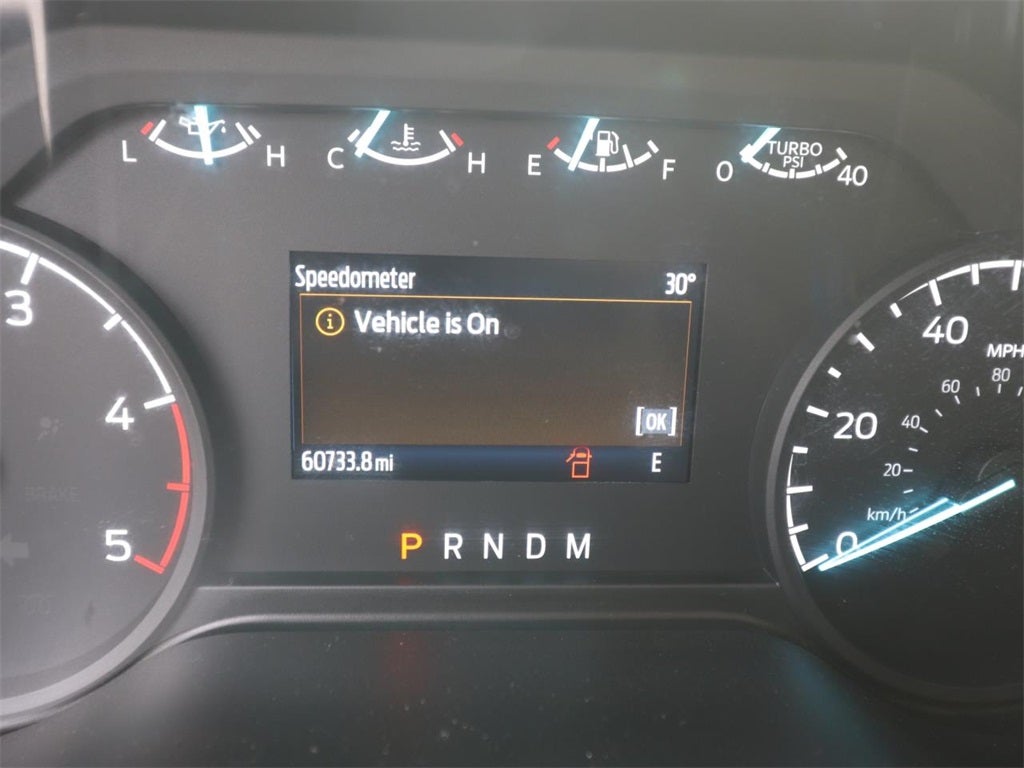 L H C H E F 0 TURBO PSI 40
Speedometer 30°
Vehicle is On
[OK]
60733.8 mi E
P R N D M
3
4
5
BRAKE
0
20
40
MPH
km/h
20
40
60
80